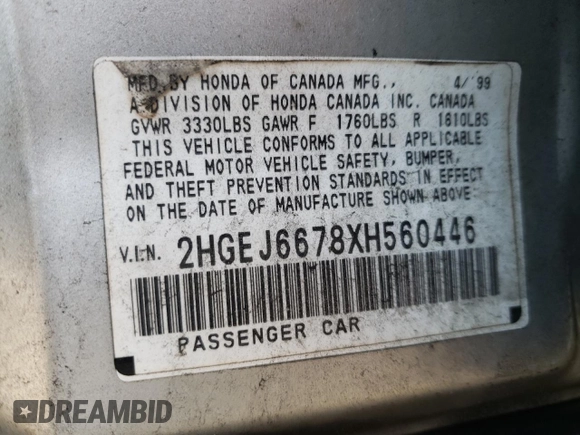 MFD. BY HONDA OF CANADA MFG., 4/'99
A DIVISION OF HONDA CANADA INC. CANADA
GVWR 3330LBS GAWR F 1760LBS R 1610LBS
THIS VEHICLE CONFORMS TO ALL APPLICABLE
FEDERAL MOTOR VEHICLE SAFETY, BUMPER,
AND THEFT PREVENTION STANDARDS IN EFFECT
ON THE DATE OF MANUFACTURE SHOWN ABOVE
V.I.N. 2HGEJ6678XH560446
PASSENGER CAR
DREAMBID